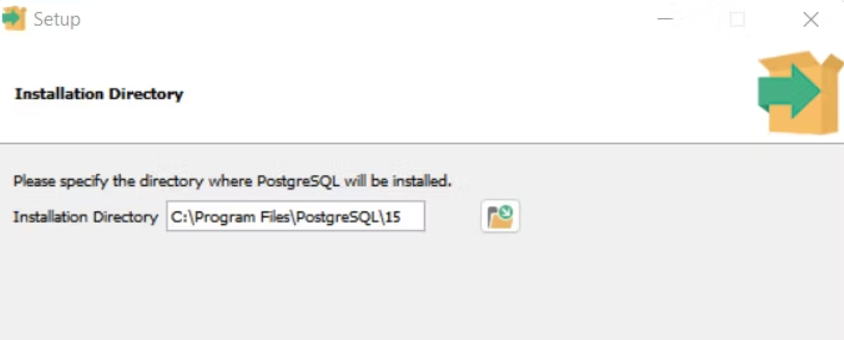 Setup
Installation Directory
Please specify the directory where PostgreSQL will be installed.
Installation Directory C:\Program Files\PostgreSQL\15